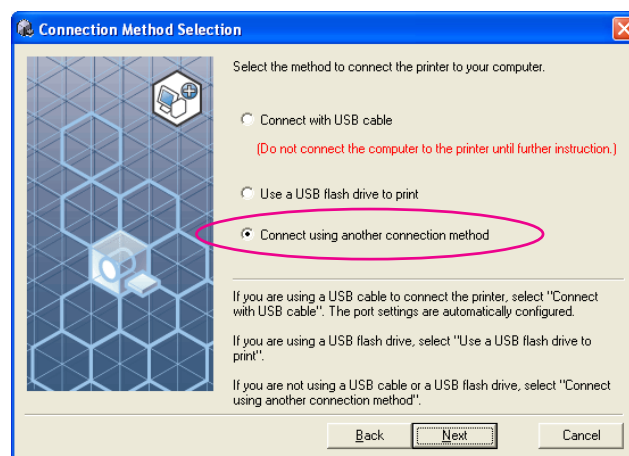 Connection Method Selection
Select the method to connect the printer to your computer.
Connect with USB cable
(Do not connect the computer to the printer until further instruction.)
Use a USB flash drive to print
Connect using another connection method
If you are using a USB cable to connect the printer, select "Connect
with USB cable". The port settings are automatically configured.
If you are using a USB flash drive, select "Use a USB flash drive to
print".
If you are not using a USB cable or a USB flash drive, select "Connect
using another connection method".
Back Next Cancel